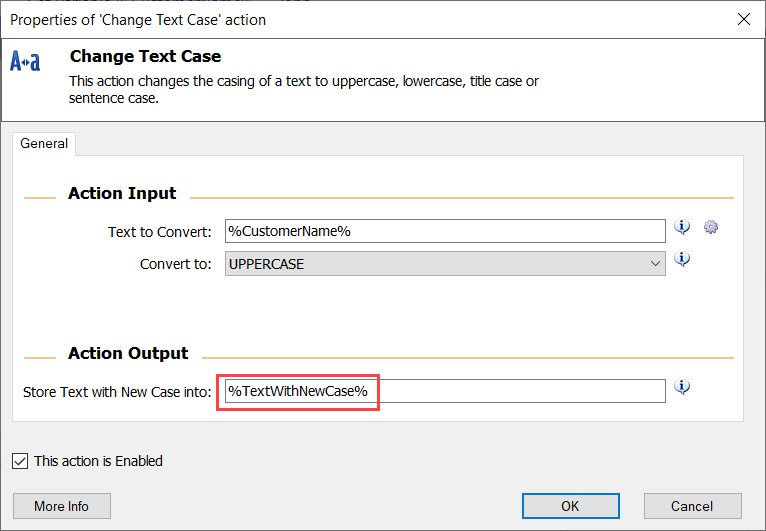 Properties of 'Change Text Case' action
A↔a
Change Text Case
This action changes the casing of a text to uppercase, lowercase, title case or
sentence case.
General
Action Input
Text to Convert: %CustomerName%
Convert to: UPPERCASE
Action Output
Store Text with New Case into: %TextWithNewCase%
This action is Enabled
More Info OK Cancel